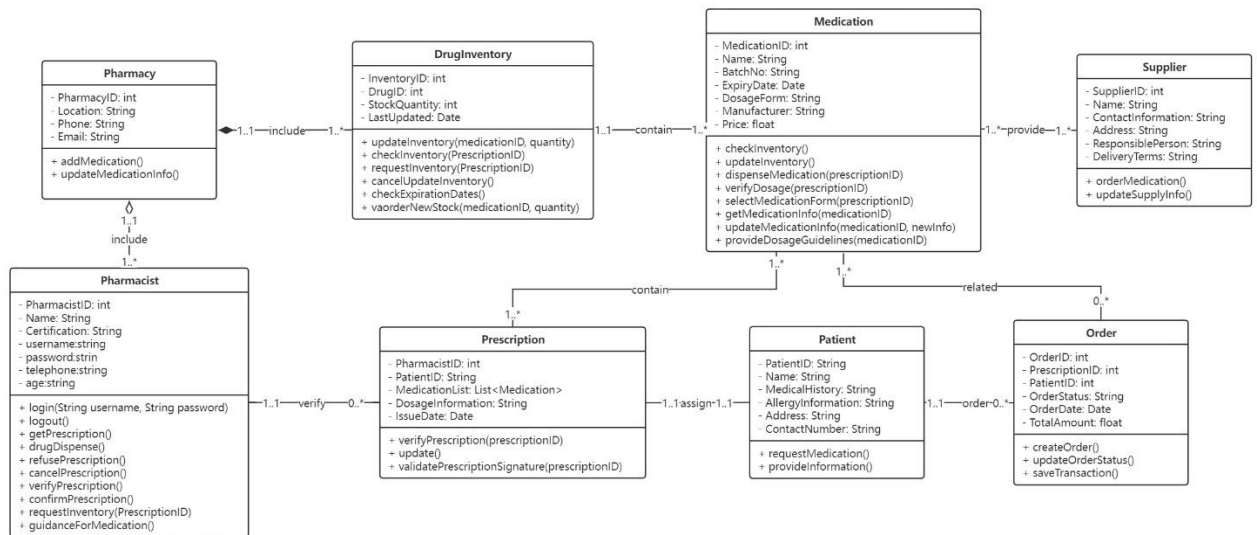 Pharmacy
- PharmacyID: int
- Location: String
- Phone: String
- Email: String
+ addMedication()
+ updateMedicationInfo()
1..1
include
1..*
DrugInventory
- InventoryID: int
- DrugID: int
- StockQuantity: int
- LastUpdated: Date
+ updateInventory(medicationID, quantity)
+ checkInventory(PrescriptionID)
+ requestInventory(PrescriptionID)
+ cancelUpdateInventory()
+ checkExpirationDates()
+ vaorderNewStock(medicationID, quantity)
1..1
contain
1..*
Medication
- MedicationID: int
- Name: String
- BatchNo: String
- ExpiryDate: Date
- DosageForm: String
- Manufacturer: String
- Price: float
+ checkInventory()
+ updateInventory()
+ dispenseMedication(prescriptionID)
+ verifyDosage(prescriptionID)
+ selectMedicationForm(prescriptionID)
+ getMedicationInfo(medicationID)
+ updateMedicationInfo(medicationID, newInfo)
+ provideDosageGuidelines(medicationID)
1..*
provide
1..*
Supplier
- SupplierID: int
- Name: String
- ContactInformation: String
- Address: String
- ResponsiblePerson: String
- DeliveryTerms: String
+ orderMedication()
+ updateSupplyInfo()
1..1
include
1..*
1..*
contain
1..*
1..*
related
0..*
Pharmacist
- PharmacistID: int
- Name: String
- Certification: String
- username:string
- password:strin
- telephone:string
- age:string
+ login(String username, String password)
+ logout()
+ getPrescription()
+ drugDispense()
+ refusePrescription()
+ cancelPrescription()
+ verifyPrescription()
+ confirmPrescription()
+ requestInventory(PrescriptionID)
+ guidanceForMedication()
1..1
verify
0..*
Prescription
- PharmacistID: int
- PatientID: String
- MedicationList: List<Medication>
- DosageInformation: String
- IssueDate: Date
+ verifyPrescription(prescriptionID)
+ update()
+ validatePrescriptionSignature(prescriptionID)
1..1
assign
1..1
Patient
- PatientID: String
- Name: String
- MedicalHistory: String
- AllergyInformation: String
- Address: String
- ContactNumber: String
+ requestMedication()
+ provideInformation()
1..1
order
0..*
Order
- OrderID: int
- PrescriptionID: int
- PatientID: int
- OrderStatus: String
- OrderDate: Date
- TotalAmount: float
+ createOrder()
+ updateOrderStatus()
+ saveTransaction()